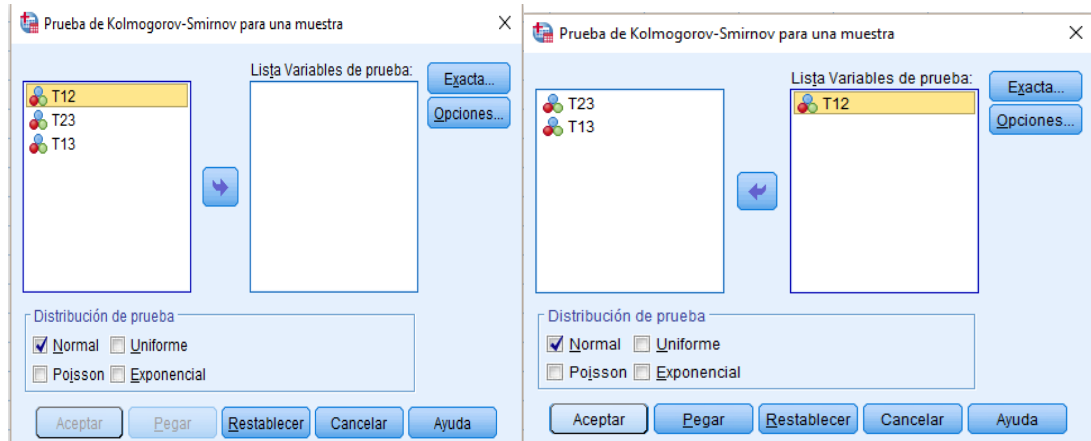 Prueba de Kolmogorov-Smirnov para una muestra
Lista Variables de prueba:
T12
T23
T13
Exacta...
Opciones...
Distribución de prueba
Normal Uniforme
Poisson Exponencial
Aceptar Pegar Restablecer Cancelar Ayuda
Prueba de Kolmogorov-Smirnov para una muestra
Lista Variables de prueba:
T23
T13
T12
Exacta...
Opciones...
Distribución de prueba
Normal Uniforme
Poisson Exponencial
Aceptar Pegar Restablecer Cancelar Ayuda